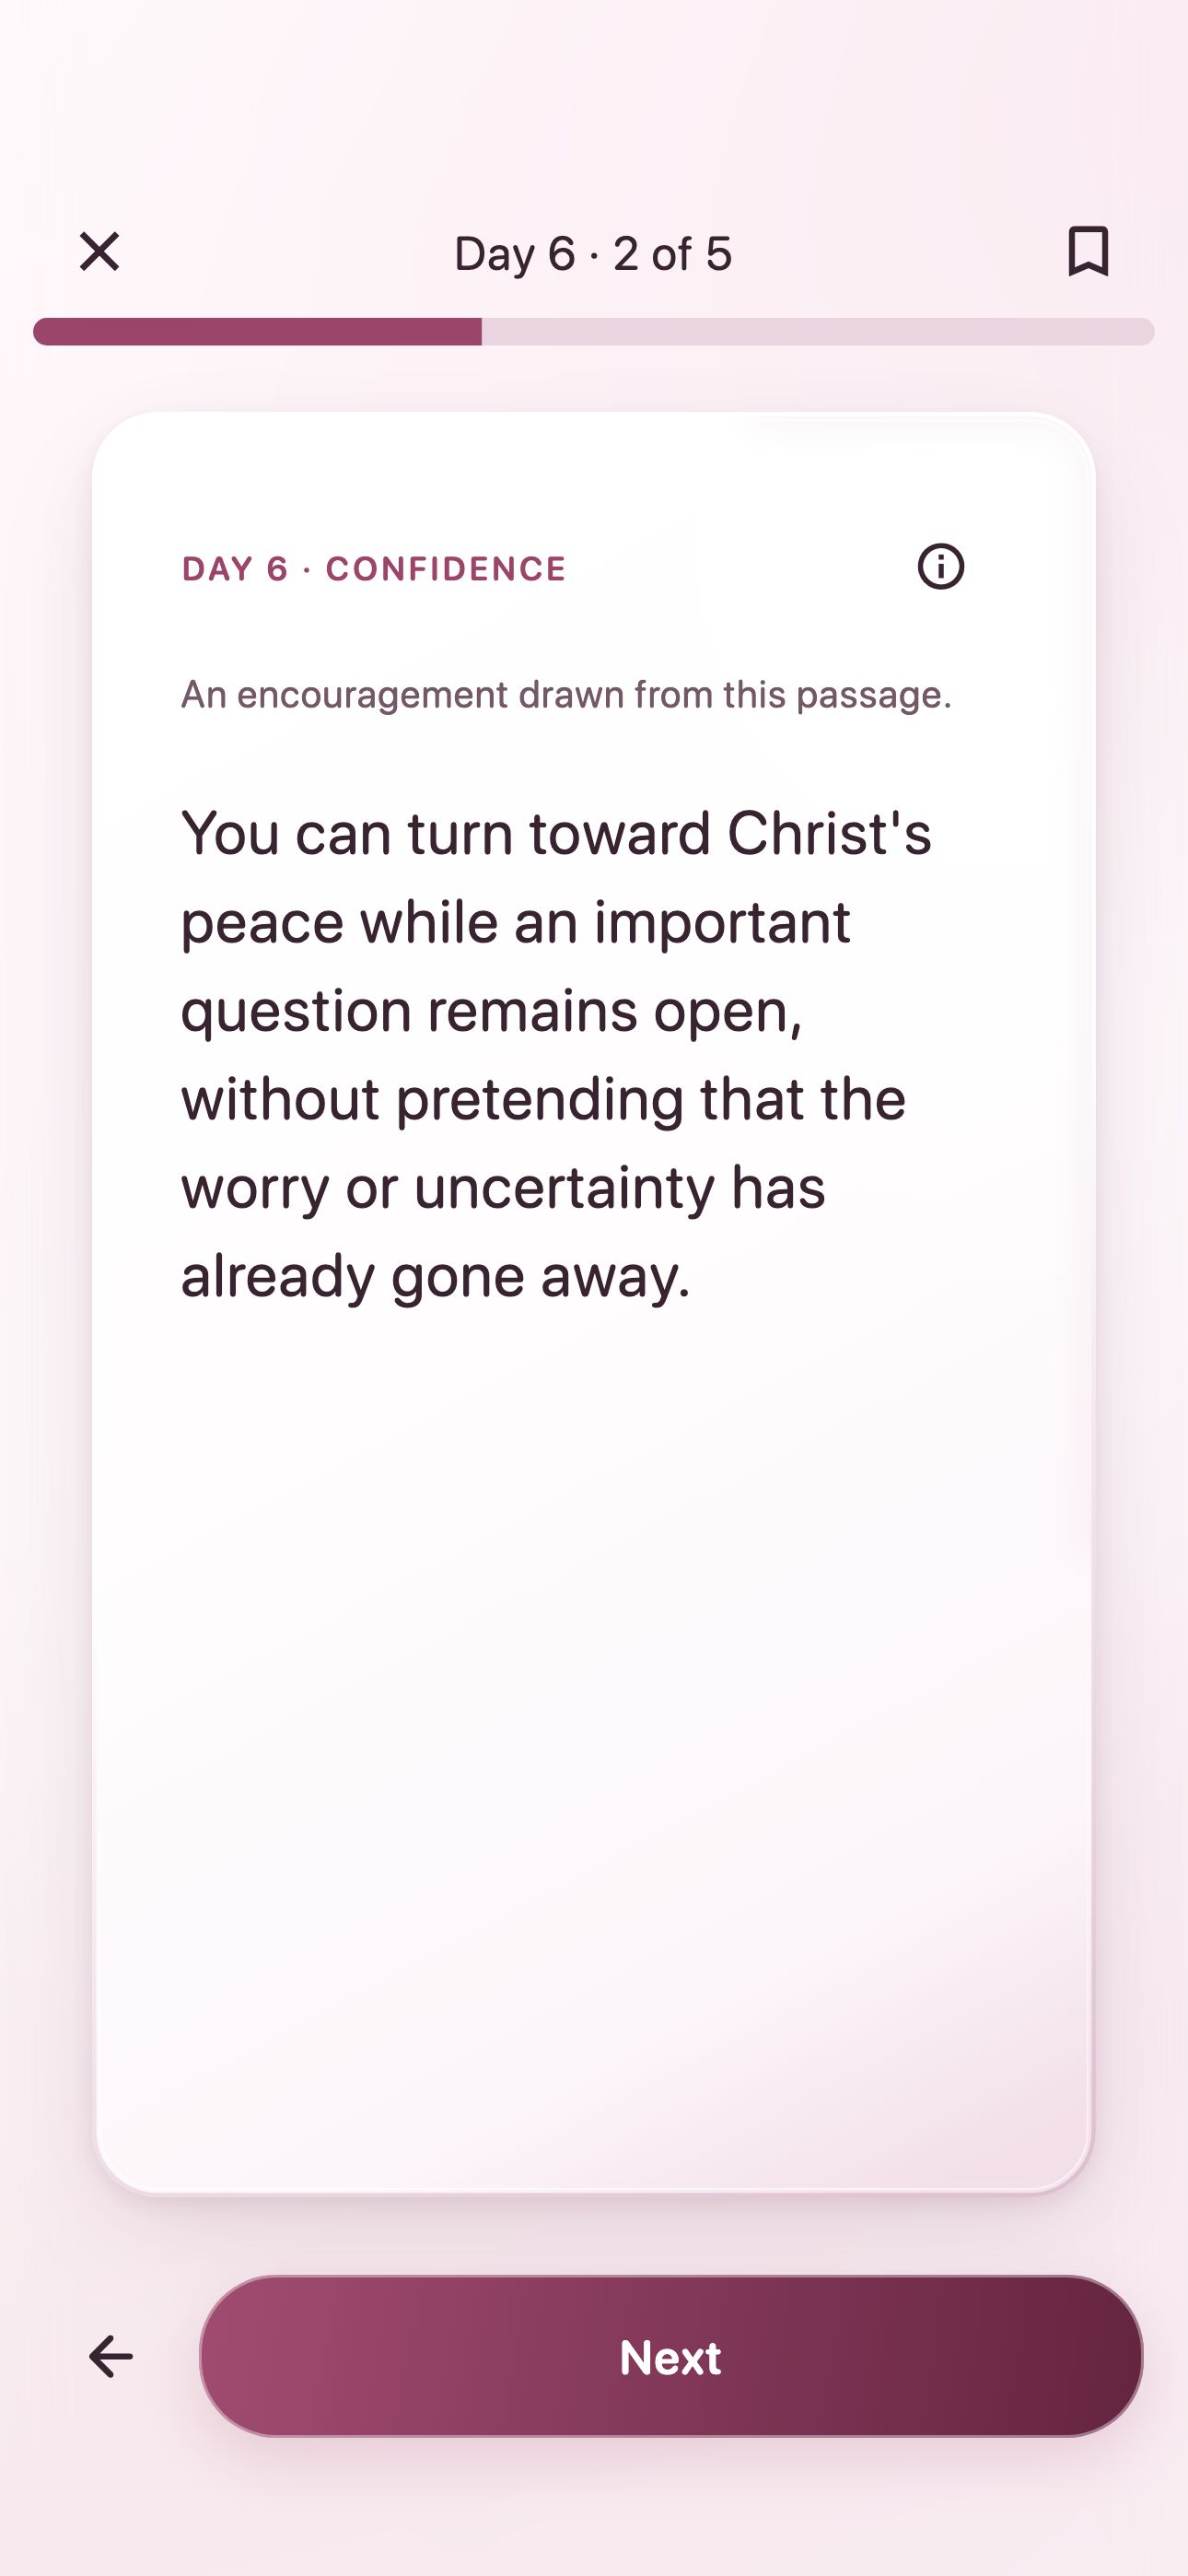 Day 6 · 2 of 5
DAY 6 · CONFIDENCE
An encouragement drawn from this passage.
You can turn toward Christ's
peace while an important
question remains open,
without pretending that the
worry or uncertainty has
already gone away.
Next